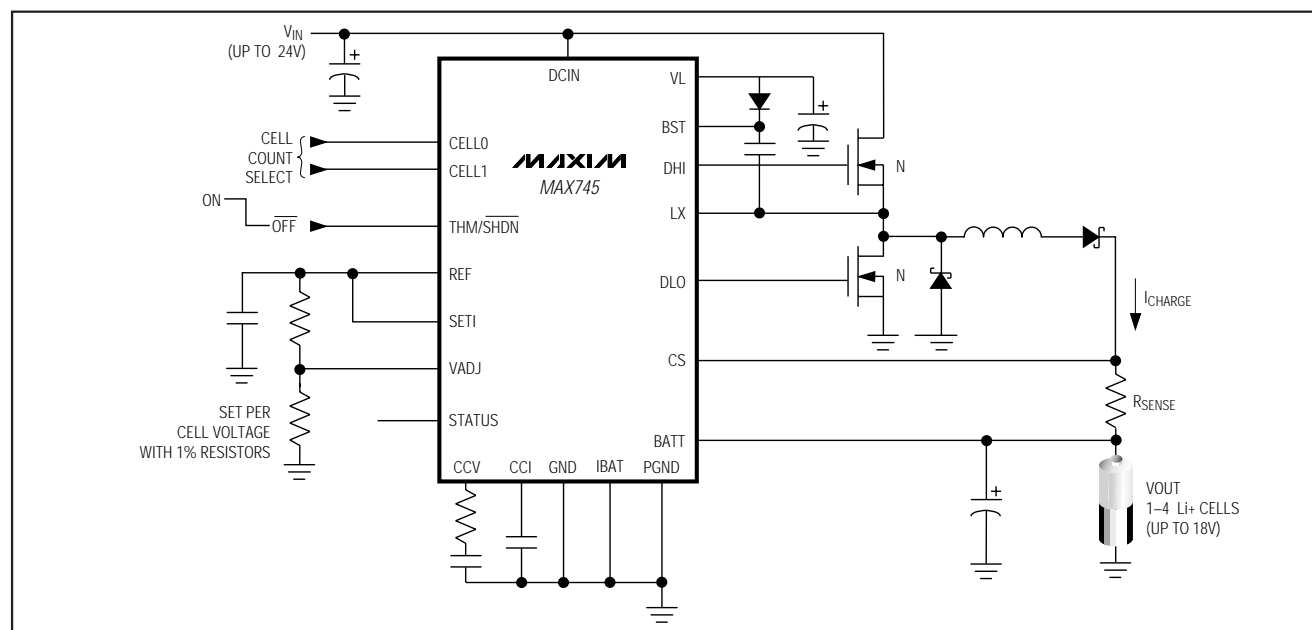 VIN
(UP TO 24V)
DCIN
VL
BST
DHI
LX
DLO
CS
BATT
CELL
COUNT
SELECT
CELL0
CELL1
MAXIM
MAX745
ON
OFF
THM/SHDN
REF
SETI
VADJ
STATUS
SET PER
CELL VOLTAGE
WITH 1% RESISTORS
CCV CCI GND IBAT PGND
N
N
ICHARGE
RSENSE
VOUT
1–4 Li+ CELLS
(UP TO 18V)
+
+
+